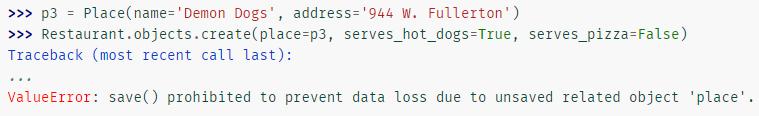 >>> p3 = Place(name='Demon Dogs', address='944 W. Fullerton')
>>> Restaurant.objects.create(place=p3, serves_hot_dogs=True, serves_pizza=False)
Traceback (most recent call last):
...
ValueError: save() prohibited to prevent data loss due to unsaved related object 'place'.